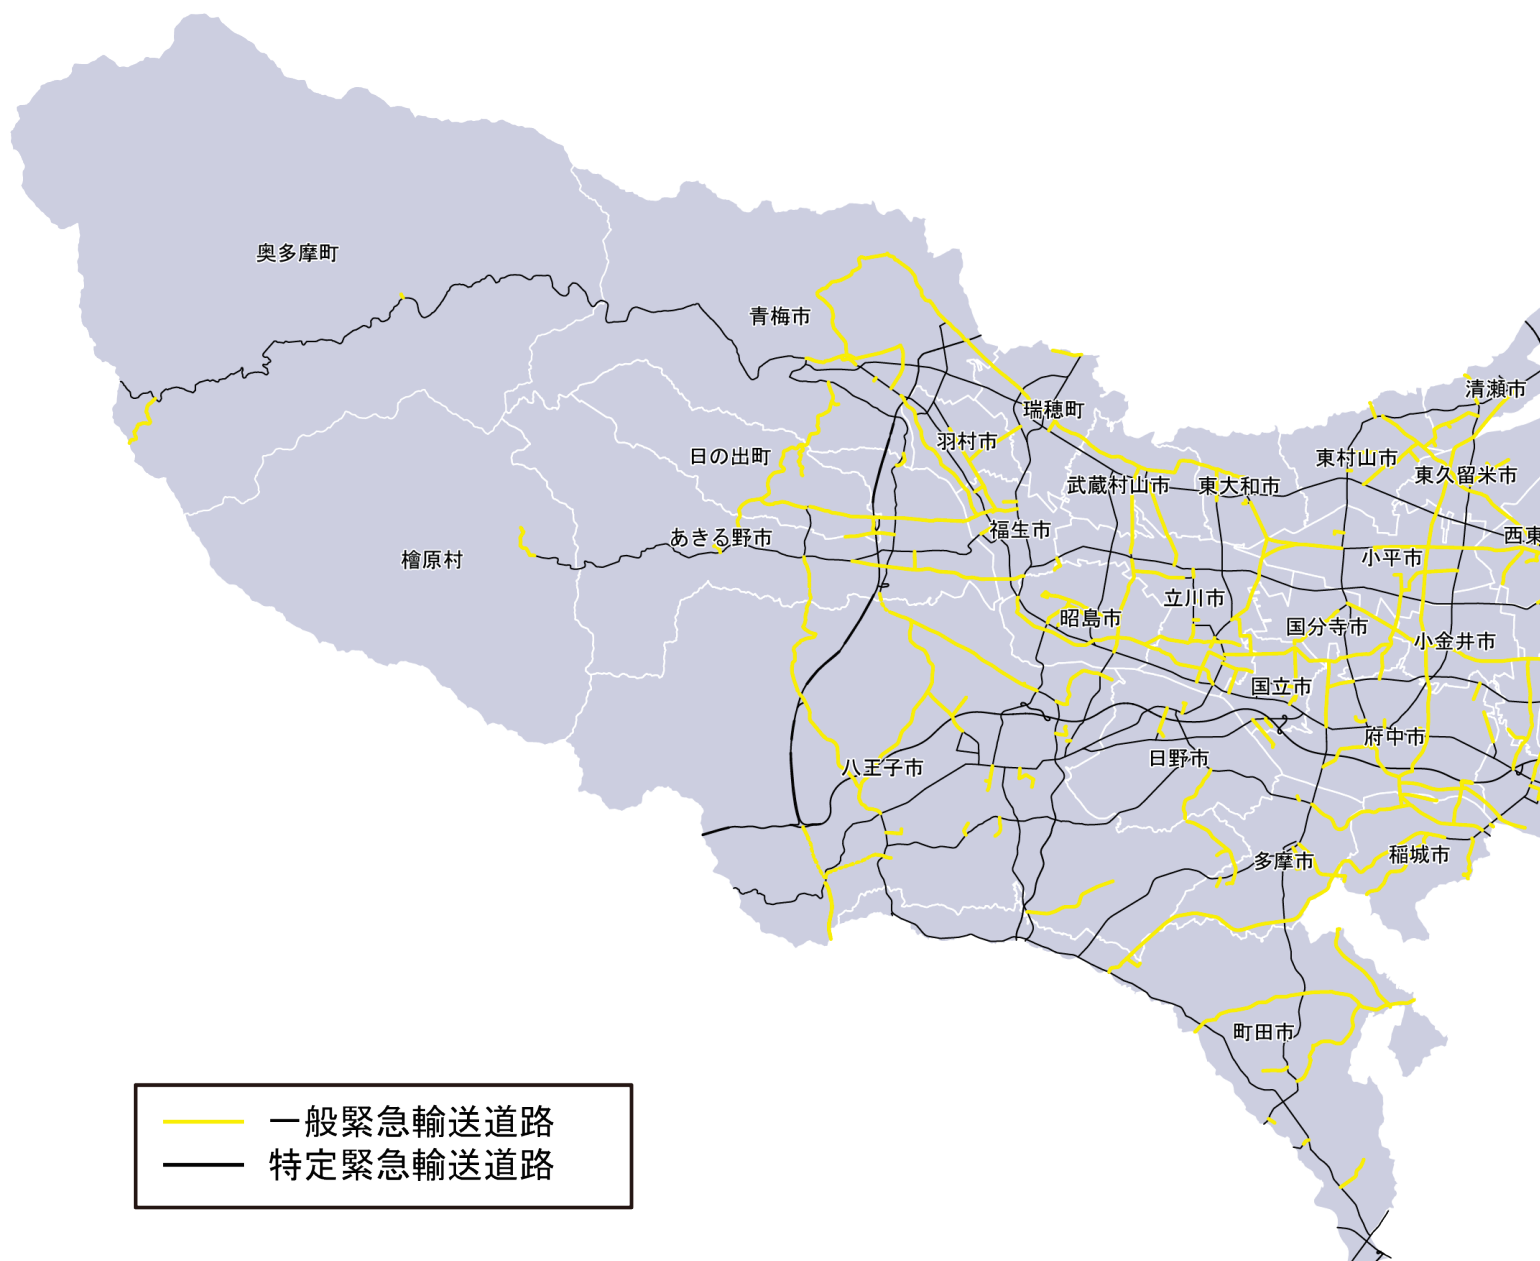 奥多摩町
青梅市
清瀬市
瑞穂町
羽村市
日の出町
東村山市
東久留米市
武蔵村山市
東大和市
福生市
あきる野市
西東
檜原村
小平市
立川市
昭島市
国分寺市
小金井市
国立市
府中市
日野市
八王子市
多摩市
稲城市
町田市
一般緊急輸送道路
特定緊急輸送道路